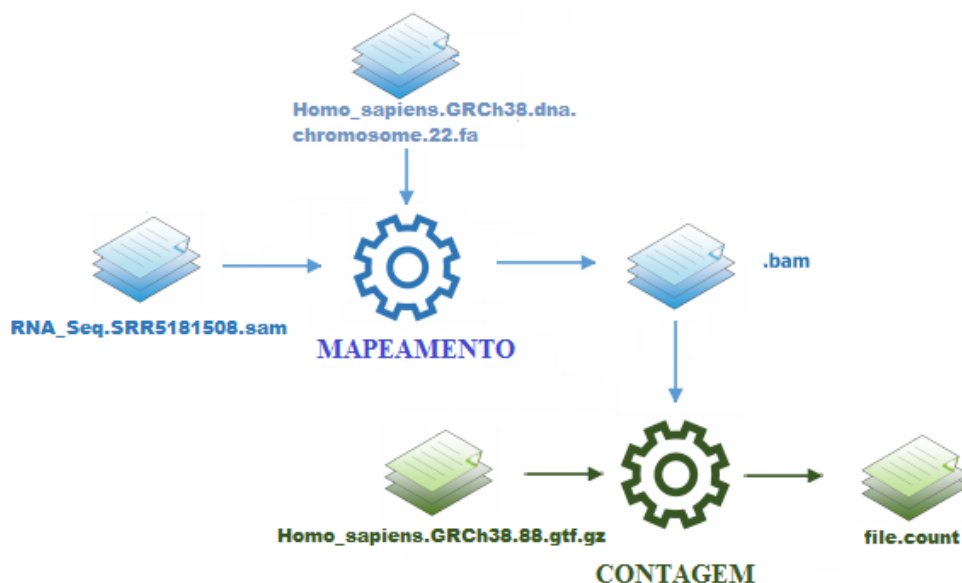 Homo_sapiens.GRCh38.dna.
chromosome.22.fa
.bam
RNA_Seq.SRR5181508.sam
MAPEAMENTO
Homo_sapiens.GRCh38.88.gtf.gz
file.count
CONTAGEM